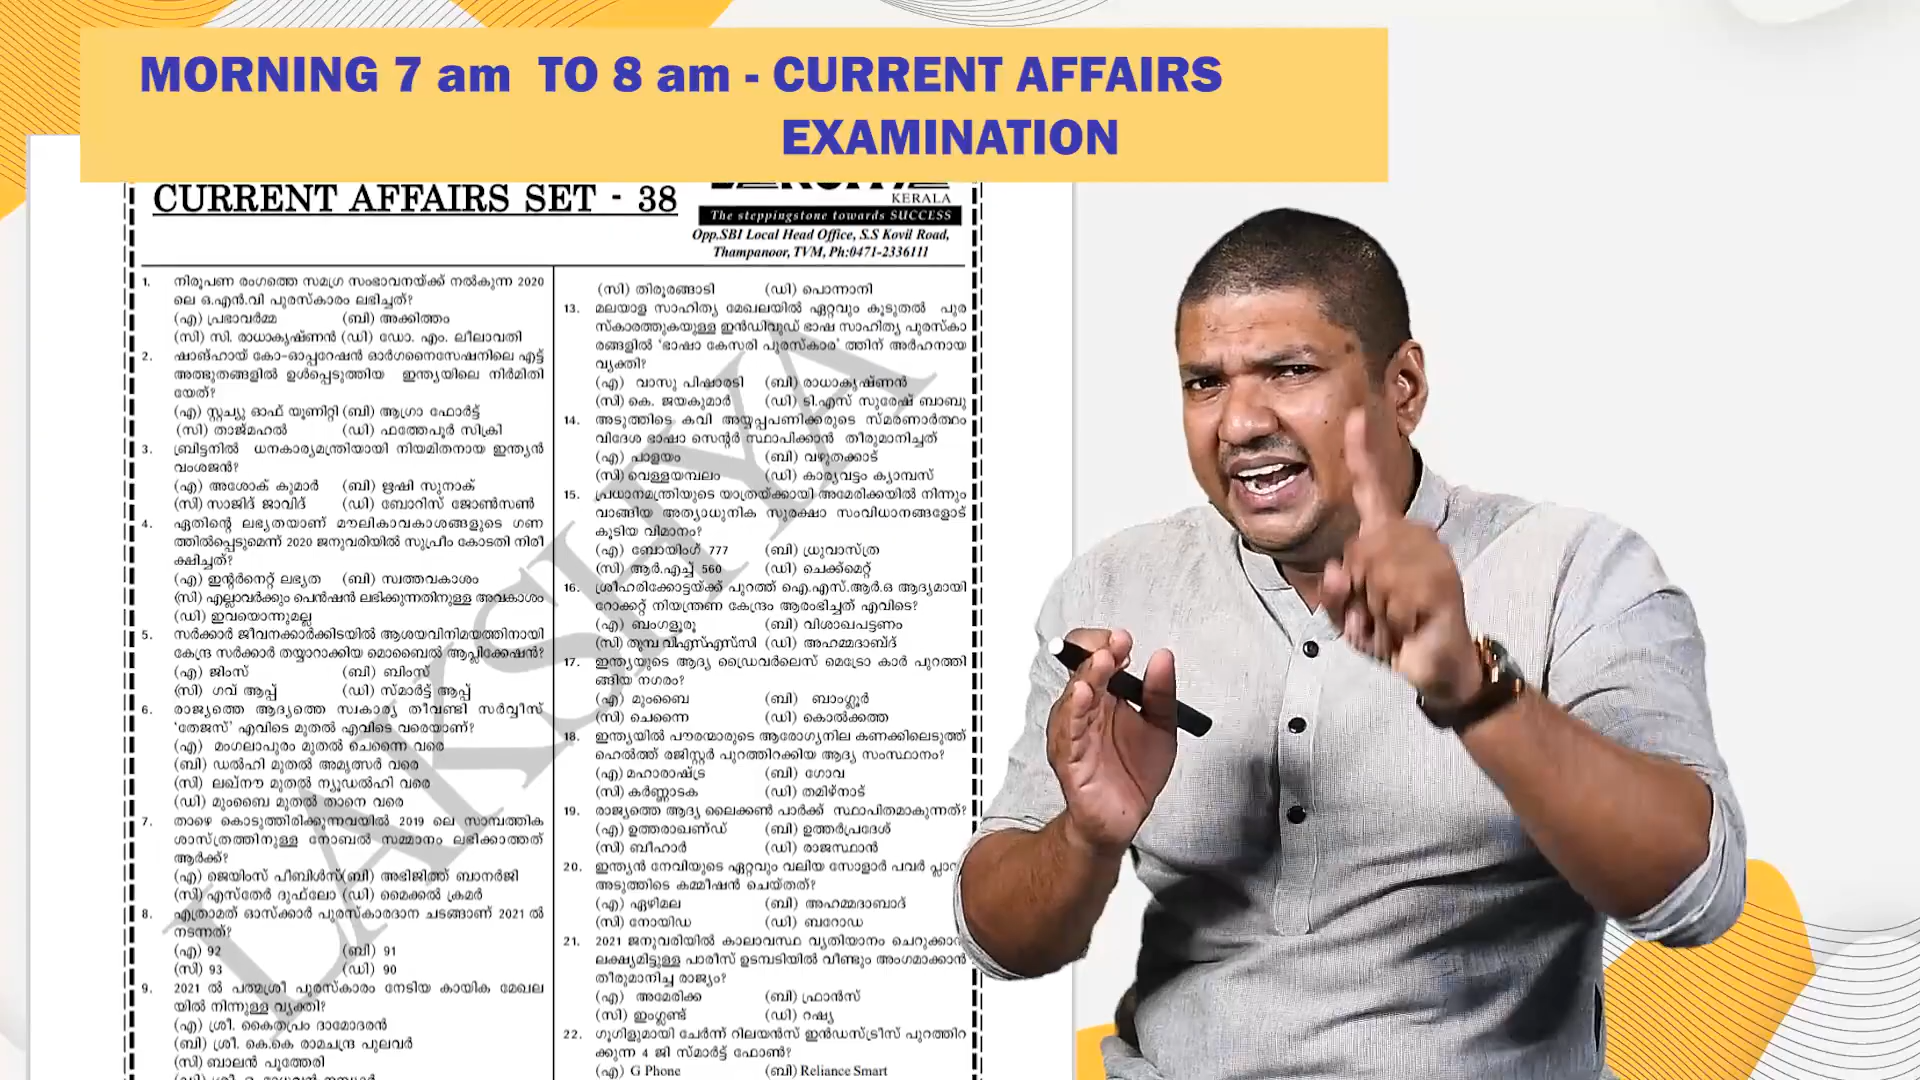 MORNING 7 am TO 8 am - CURRENT AFFAIRS
EXAMINATION
CURRENT AFFAIRS SET - 38
KERALA
The steppingstone towards SUCCESS
Opp.SBI Local Head Office, S.S Kovil Road,
Thampanoor, TVM, Ph:0471-2336111
LAKSHYA
1. നിരൂപണ രംഗത്തെ സമഗ്ര സംഭാവനയ്ക്ക് നൽകുന്ന 2020
ലെ ഒ.എൻ.വി പുരസ്കാരം ലഭിച്ചത്?
(എ) പ്രഭാവർമ്മ (ബി) അക്കിത്തം
(സി) സി. രാധാകൃഷ്ണൻ (ഡി) ഡോ. എം. ലീലാവതി
2. ഷാങ്ഹായ് കോ-ഓപ്പറേഷൻ ഓർഗനൈസേഷനിലെ എട്ട്
അത്ഭുതങ്ങളിൽ ഉൾപ്പെടുത്തിയ ഇന്ത്യയിലെ നിർമിതി
യേത്?
(എ) സ്റ്റച്യു ഓഫ് യൂണിറ്റി (ബി) ആഗ്രാ ഫോർട്ട്
(സി) താജ്മഹൽ (ഡി) ഫത്തേപൂർ സിക്രി
3. ബ്രിട്ടനിൽ ധനകാര്യമന്ത്രിയായി നിയമിതനായ ഇന്ത്യൻ
വംശജൻ?
(എ) അശോക് കുമാർ (ബി) ഋഷി സുനാക്
(സി) സാജിദ് ജാവിദ് (ഡി) ബോറിസ് ജോൺസൺ
4. ഏതിന്റെ ലഭ്യതയാണ് മൗലികാവകാശങ്ങളുടെ ഗണ
ത്തിൽപ്പെടുമെന്ന് 2020 ജനുവരിയിൽ സുപ്രീം കോടതി നിരീ
ക്ഷിച്ചത്?
(എ) ഇന്റർനെറ്റ് ലഭ്യത (ബി) സ്വത്തവകാശം
(സി) എല്ലാവർക്കും പെൻഷൻ ലഭിക്കുന്നതിനുള്ള അവകാശം
(ഡി) ഇവയൊന്നുമല്ല
5. സർക്കാർ ജീവനക്കാർക്കിടയിൽ ആശയവിനിമയത്തിനായി
കേന്ദ്ര സർക്കാർ തയ്യാറാക്കിയ മൊബൈൽ ആപ്ലിക്കേഷൻ?
(എ) ജിംസ് (ബി) ബിംസ്
(സി) ഗവ് ആപ്പ് (ഡി) സ്മാർട്ട് ആപ്പ്
6. രാജ്യത്തെ ആദ്യത്തെ സ്വകാര്യ തീവണ്ടി സർവ്വീസ്
'തേജസ്' എവിടെ മുതൽ എവിടെ വരെയാണ്?
(എ) മംഗലാപുരം മുതൽ ചെന്നൈ വരെ
(ബി) ഡൽഹി മുതൽ അമൃത്സർ വരെ
(സി) ലഖ്നൗ മുതൽ ന്യൂഡൽഹി വരെ
(ഡി) മുംബൈ മുതൽ താനെ വരെ
7. താഴെ കൊടുത്തിരിക്കുന്നവയിൽ 2019 ലെ സാമ്പത്തിക
ശാസ്ത്രത്തിനുള്ള നോബൽ സമ്മാനം ലഭിക്കാത്തത്
ആർക്ക്?
(എ) ജെയിംസ് പീബിൾസ് (ബി) അഭിജിത്ത് ബാനർജി
(സി) എസ്തേർ ദുഫ്ലോ (ഡി) മൈക്കൽ ക്രമർ
8. എത്രാമത് ഓസ്ക്കാർ പുരസ്കാരദാന ചടങ്ങാണ് 2021 ൽ
നടന്നത്?
(എ) 92 (ബി) 91
(സി) 93 (ഡി) 90
9. 2021 ൽ പത്മശ്രീ പുരസ്കാരം നേടിയ കായിക മേഖല
യിൽ നിന്നുള്ള വ്യക്തി?
(എ) ശ്രീ. കൈതപ്രം ദാമോദരൻ
(ബി) ശ്രീ. കെ.കെ രാമചന്ദ്ര പുലവർ
(സി) ബാലൻ പൂത്തേരി
(സി) തിരൂരങ്ങാടി (ഡി) പൊന്നാനി
13. മലയാള സാഹിത്യ മേഖലയിൽ ഏറ്റവും കൂടുതൽ പുര
സ്കാരത്തുകയുള്ള ഇൻഡിവുഡ് ഭാഷ സാഹിത്യ പുരസ്കാ
രങ്ങളിൽ 'ഭാഷാ കേസരി പുരസ്കാര' ത്തിന് അർഹനായ
വ്യക്തി?
(എ) വാസു പിഷാരടി (ബി) രാധാകൃഷ്ണൻ
(സി) കെ. ജയകുമാർ (ഡി) ടി.എസ് സുരേഷ് ബാബു
14. അടുത്തിടെ കവി അയ്യപ്പപണിക്കരുടെ സ്മരണാർത്ഥം
വിദേശ ഭാഷാ സെന്റർ സ്ഥാപിക്കാൻ തീരുമാനിച്ചത്
(എ) പാളയം (ബി) വഴുതക്കാട്
(സി) വെള്ളയമ്പലം (ഡി) കാര്യവട്ടം ക്യാമ്പസ്
15. പ്രധാനമന്ത്രിയുടെ യാത്രയ്ക്കായി അമേരിക്കയിൽ നിന്നും
വാങ്ങിയ അത്യാധുനിക സുരക്ഷാ സംവിധാനങ്ങളോട്
കൂടിയ വിമാനം?
(എ) ബോയിംഗ് 777 (ബി) ധ്രുവാസ്ത്ര
(സി) ആർ.എച്ച് 560 (ഡി) ചെക്ക്മെറ്റ്
16. ശ്രീഹരിക്കോട്ടയ്ക്ക് പുറത്ത് ഐ.എസ്.ആർ.ഒ ആദ്യമായി
റോക്കറ്റ് നിയന്ത്രണ കേന്ദ്രം ആരംഭിച്ചത് എവിടെ?
(എ) ബംഗളൂരൂ (ബി) വിശാഖപട്ടണം
(സി) തുമ്പ വിഎസ്എസ്സി (ഡി) അഹമ്മദാബ്ദ്
17. ഇന്ത്യയുടെ ആദ്യ ഡ്രൈവർലെസ് മെട്രോ കാർ പുറത്തി
ങ്ങിയ നഗരം?
(എ) മുംബൈ (ബി) ബാംഗ്ലൂർ
(സി) ചെന്നൈ (ഡി) കൊൽക്കത്ത
18. ഇന്ത്യയിൽ പൗരന്മാരുടെ ആരോഗ്യനില കണക്കിലെടുത്ത്
ഹെൽത്ത് രജിസ്റ്റർ പുറത്തിറക്കിയ ആദ്യ സംസ്ഥാനം?
(എ) മഹാരാഷ്ട്ര (ബി) ഗോവ
(സി) കർണ്ണാടക (ഡി) തമിഴ്നാട്
19. രാജ്യത്തെ ആദ്യ ലൈക്കൺ പാർക്ക് സ്ഥാപിതമാകുന്നത്?
(എ) ഉത്തരാഖണ്ഡ് (ബി) ഉത്തർപ്രദേശ്
(സി) ബീഹാർ (ഡി) രാജസ്ഥാൻ
20. ഇന്ത്യൻ നേവിയുടെ ഏറ്റവും വലിയ സോളാർ പവർ
അടുത്തിടെ കമ്മീഷൻ ചെയ്തത്?
(എ) ഏഴിമല (ബി) അഹമ്മദാബാദ്
(സി) നോയിഡ (ഡി) ബറോഡ
21. 2021 ജനുവരിയിൽ കാലാവസ്ഥ വ്യതിയാനം
ലക്ഷ്യമിട്ടുള്ള പാരീസ് ഉടമ്പടിയിൽ വീണ്ടും അംഗമാക്കാൻ
തീരുമാനിച്ച രാജ്യം?
(എ) അമേരിക്ക (ബി) ഫ്രാൻസ്
(സി) ഇംഗ്ലണ്ട് (ഡി) റഷ്യ
22. ഗൂഗിളുമായി ചേർന്ന് റിലയൻസ് ഇൻഡസ്ട്രീസ് പുറത്തിറ
ക്കുന്ന 4 ജി സ്മാർട്ട് ഫോൺ?
(എ) G Phone (ബി) Reliance Smart